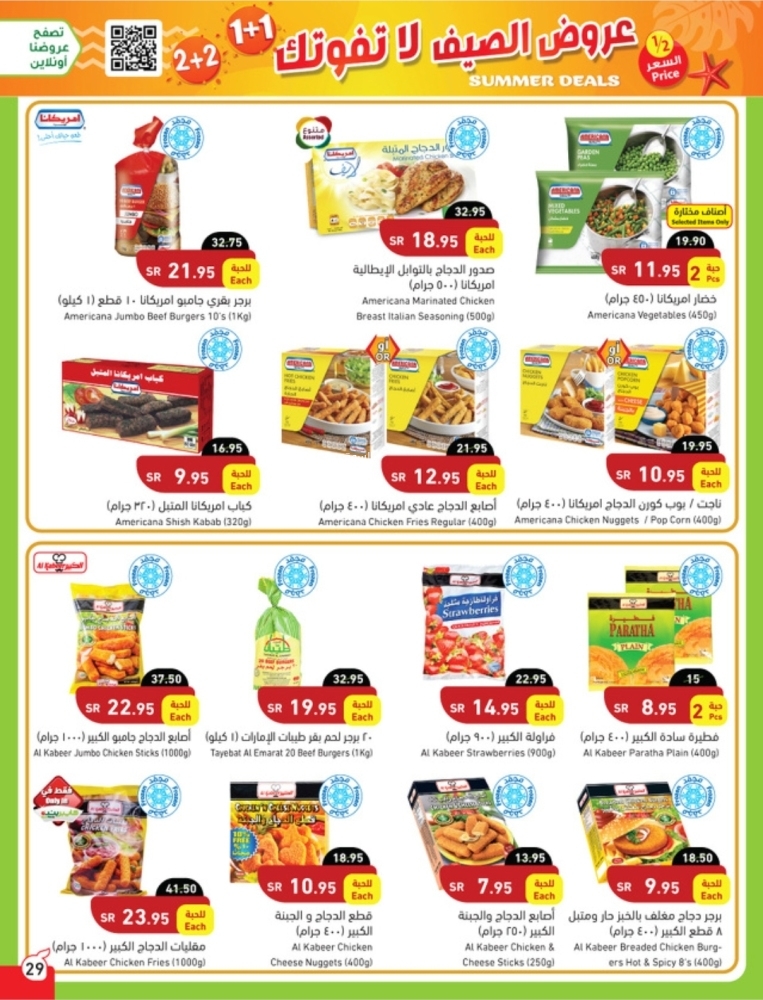 تصفح
عروضنا
أونلاين
2+2
1+1
عروض الصيف لا تفوتك
SUMMER DEALS
1/2
السعر
Price
امريكانا
32.75
SR 21.95
للحبة
Each
برجر بقري جامبو امريكانا ١٠ قطع (١ كيلو)
Americana Jumbo Beef Burgers 10's (1Kg)
متنوع
Assorted
32.95
SR 18.95
للحبة
Each
صدور الدجاج بالتوابل الإيطالية
امريكانا (٥٠٠ جرام)
Americana Marinated Chicken
Breast Italian Seasoning (500g)
GARDEN
PEAS
MIXED
VEGETABLES
أصناف مختارة
Selected Items Only
19.90
SR 11.95
2 حبة
Pcs
خضار امريكانا (٤٥٠ جرام)
Americana Vegetables (450g)
كباب امريكانا المتبل
16.95
SR 9.95
للحبة
Each
كباب امريكانا المتبل (٣٢٠ جرام)
Americana Shish Kabab (320g)
أو
OR
21.95
SR 12.95
للحبة
Each
أصابع الدجاج عادي امريكانا (٤٠٠ جرام)
Americana Chicken Fries Regular (400g)
أو
OR
19.95
SR 10.95
للحبة
Each
ناجت / بوب كورن الدجاج امريكانا (٤٠٠ جرام)
Americana Chicken Nuggets / Pop Corn (400g)
37.50
SR 22.95
للحبة
Each
أصابع الدجاج جامبو الكبير (١٠٠٠ جرام)
Al Kabeer Jumbo Chicken Sticks (1000g)
32.95
SR 19.95
للحبة
Each
٢٠ برجر لحم بقر طيبات الإمارات (١ كيلو)
Tayebat Al Emarat 20 Beef Burgers (1Kg)
Strawberries
22.95
SR 14.95
للحبة
Each
فراولة الكبير (٩٠٠ جرام)
Al Kabeer Strawberries (900g)
PARATHA
PLAIN
15
SR 8.95
2 حبة
Pcs
فطيرة سادة الكبير (٤٠٠ جرام)
Al Kabeer Paratha Plain (400g)
فقط في
Only in
41.50
SR 23.95
للحبة
Each
مقليات الدجاج الكبير (١٠٠٠ جرام)
Al Kabeer Chicken Fries (1000g)
18.95
SR 10.95
للحبة
Each
قطع الدجاج و الجبنة
الكبير (٤٠٠ جرام)
Al Kabeer Chicken
Cheese Nuggets (400g)
13.95
SR 7.95
للحبة
Each
أصابع الدجاج و الجبنة
الكبير (٢٥٠ جرام)
Al Kabeer Chicken &
Cheese Sticks (250g)
18.50
SR 9.95
للحبة
Each
برجر دجاج مغلف بالخبز حار ومتبل
٨ قطع الكبير (٤٠٠ جرام)
Al Kabeer Breaded Chicken Burg-
ers Hot & Spicy 8's (400g)
29